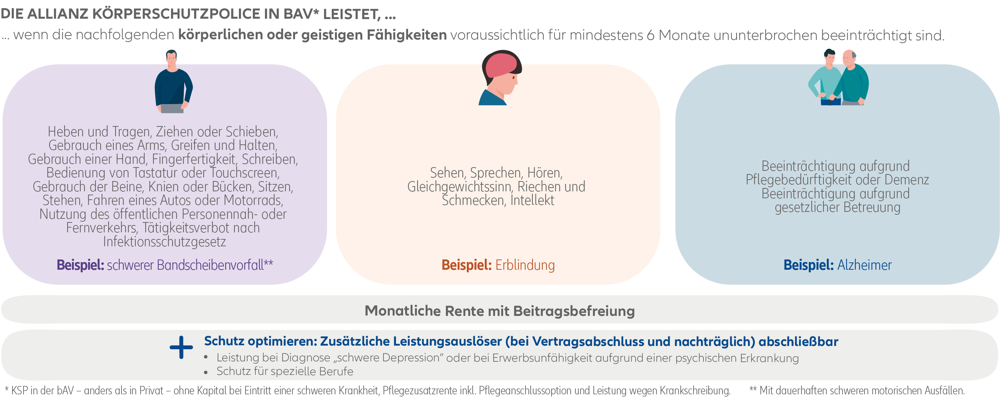 DIE ALLIANZ KÖRPERSCHUTZPOLICE IN BAV* LEISTET, ...
... wenn die nachfolgenden körperlichen oder geistigen Fähigkeiten voraussichtlich für mindestens 6 Monate ununterbrochen beeinträchtigt sind.
Heben und Tragen, Ziehen oder Schieben,
Gebrauch eines Arms, Greifen und Halten,
Gebrauch einer Hand, Fingerfertigkeit, Schreiben,
Bedienung von Tastatur oder Touchscreen,
Gebrauch der Beine, Knien oder Bücken, Sitzen,
Stehen, Fahren eines Autos oder Motorrads,
Nutzung des öffentlichen Personennah- oder
Fernverkehrs, Tätigkeitsverbot nach
Infektionsschutzgesetz
Beispiel: schwerer Bandscheibenvorfall**
Sehen, Sprechen, Hören,
Gleichgewichtssinn, Riechen und
Schmecken, Intellekt
Beispiel: Erblindung
Beeinträchtigung aufgrund
Pflegebedürftigkeit oder Demenz
Beeinträchtigung aufgrund
gesetzlicher Betreuung
Beispiel: Alzheimer
Monatliche Rente mit Beitragsbefreiung
Schutz optimieren: Zusätzliche Leistungsauslöser (bei Vertragsabschluss und nachträglich) abschließbar
• Leistung bei Diagnose „schwere Depression“ oder bei Erwerbsunfähigkeit aufgrund einer psychischen Erkrankung
• Schutz für spezielle Berufe
* KSP in der bAV – anders als in Privat – ohne Kapital bei Eintritt einer schweren Krankheit, Pflegezusatzrente inkl. Pflegeanschlussoption und Leistung wegen Krankschreibung.
** Mit dauerhaften schweren motorischen Ausfällen.